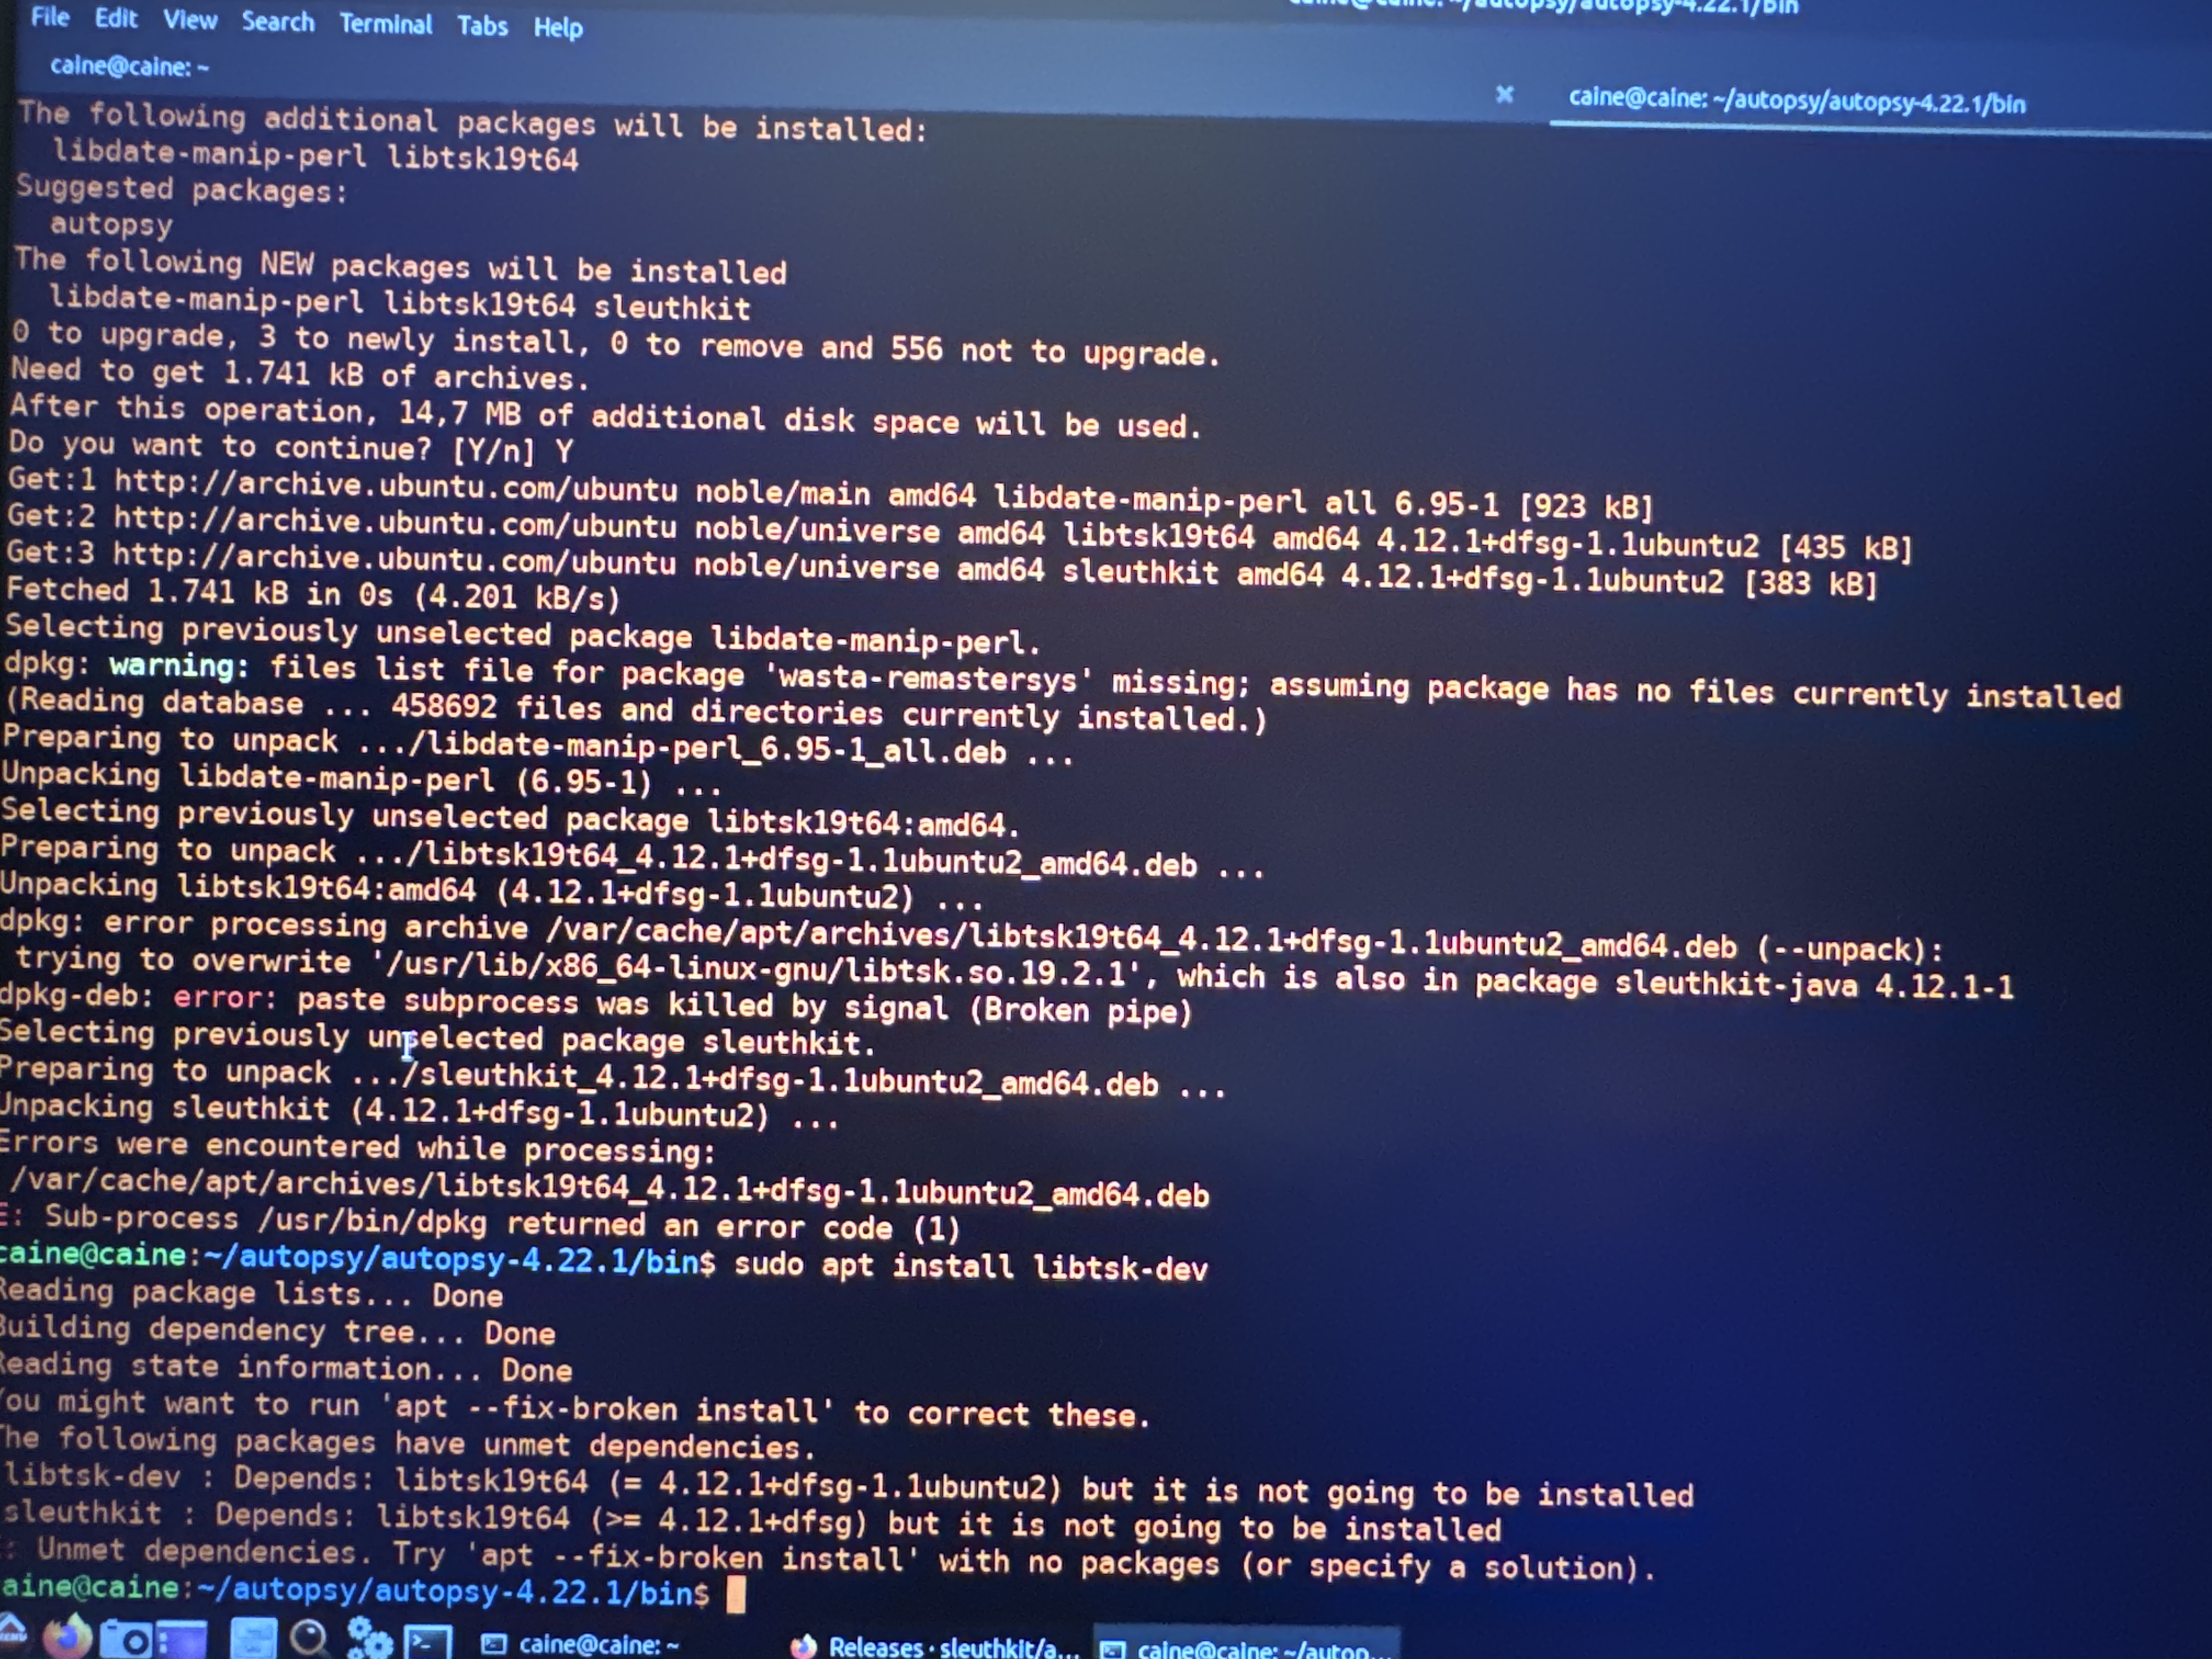 caine@caine: ~/autopsy/autopsy-4.22.1/bin
File Edit View Search Terminal Tabs Help
caine@caine: ~
caine@caine: ~/autopsy/autopsy-4.22.1/bin
The following additional packages will be installed:
libdate-manip-perl libtsk19t64
Suggested packages:
autopsy
The following NEW packages will be installed
libdate-manip-perl libtsk19t64 sleuthkit
0 to upgrade, 3 to newly install, 0 to remove and 556 not to upgrade.
Need to get 1.741 kB of archives.
After this operation, 14,7 MB of additional disk space will be used.
Do you want to continue? [Y/n] Y
Get:1 http://archive.ubuntu.com/ubuntu noble/main amd64 libdate-manip-perl all 6.95-1 [923 kB]
Get:2 http://archive.ubuntu.com/ubuntu noble/universe amd64 libtsk19t64 amd64 4.12.1+dfsg-1.1ubuntu2 [435 kB]
Get:3 http://archive.ubuntu.com/ubuntu noble/universe amd64 sleuthkit amd64 4.12.1+dfsg-1.1ubuntu2 [383 kB]
Fetched 1.741 kB in 0s (4.201 kB/s)
Selecting previously unselected package libdate-manip-perl.
dpkg: warning: files list file for package 'wasta-remastersys' missing; assuming package has no files currently installed
(Reading database ... 458692 files and directories currently installed.)
Preparing to unpack .../libdate-manip-perl_6.95-1_all.deb ...
Unpacking libdate-manip-perl (6.95-1) ...
Selecting previously unselected package libtsk19t64:amd64.
Preparing to unpack .../libtsk19t64_4.12.1+dfsg-1.1ubuntu2_amd64.deb ...
Unpacking libtsk19t64:amd64 (4.12.1+dfsg-1.1ubuntu2) ...
dpkg: error processing archive /var/cache/apt/archives/libtsk19t64_4.12.1+dfsg-1.1ubuntu2_amd64.deb (--unpack):
trying to overwrite '/usr/lib/x86_64-linux-gnu/libtsk.so.19.2.1', which is also in package sleuthkit-java 4.12.1-1
dpkg-deb: error: paste subprocess was killed by signal (Broken pipe)
Selecting previously unselected package sleuthkit.
Preparing to unpack .../sleuthkit_4.12.1+dfsg-1.1ubuntu2_amd64.deb ...
Unpacking sleuthkit (4.12.1+dfsg-1.1ubuntu2) ...
Errors were encountered while processing:
/var/cache/apt/archives/libtsk19t64_4.12.1+dfsg-1.1ubuntu2_amd64.deb
E: Sub-process /usr/bin/dpkg returned an error code (1)
caine@caine:~/autopsy/autopsy-4.22.1/bin$ sudo apt install libtsk-dev
Reading package lists... Done
Building dependency tree... Done
Reading state information... Done
You might want to run 'apt --fix-broken install' to correct these.
The following packages have unmet dependencies.
libtsk-dev : Depends: libtsk19t64 (= 4.12.1+dfsg-1.1ubuntu2) but it is not going to be installed
sleuthkit : Depends: libtsk19t64 (>= 4.12.1+dfsg) but it is not going to be installed
: Unmet dependencies. Try 'apt --fix-broken install' with no packages (or specify a solution).
aine@caine:~/autopsy/autopsy-4.22.1/bin$
caine@caine: ~
Releases · sleuthkit/a...
caine@caine: ~/autop...